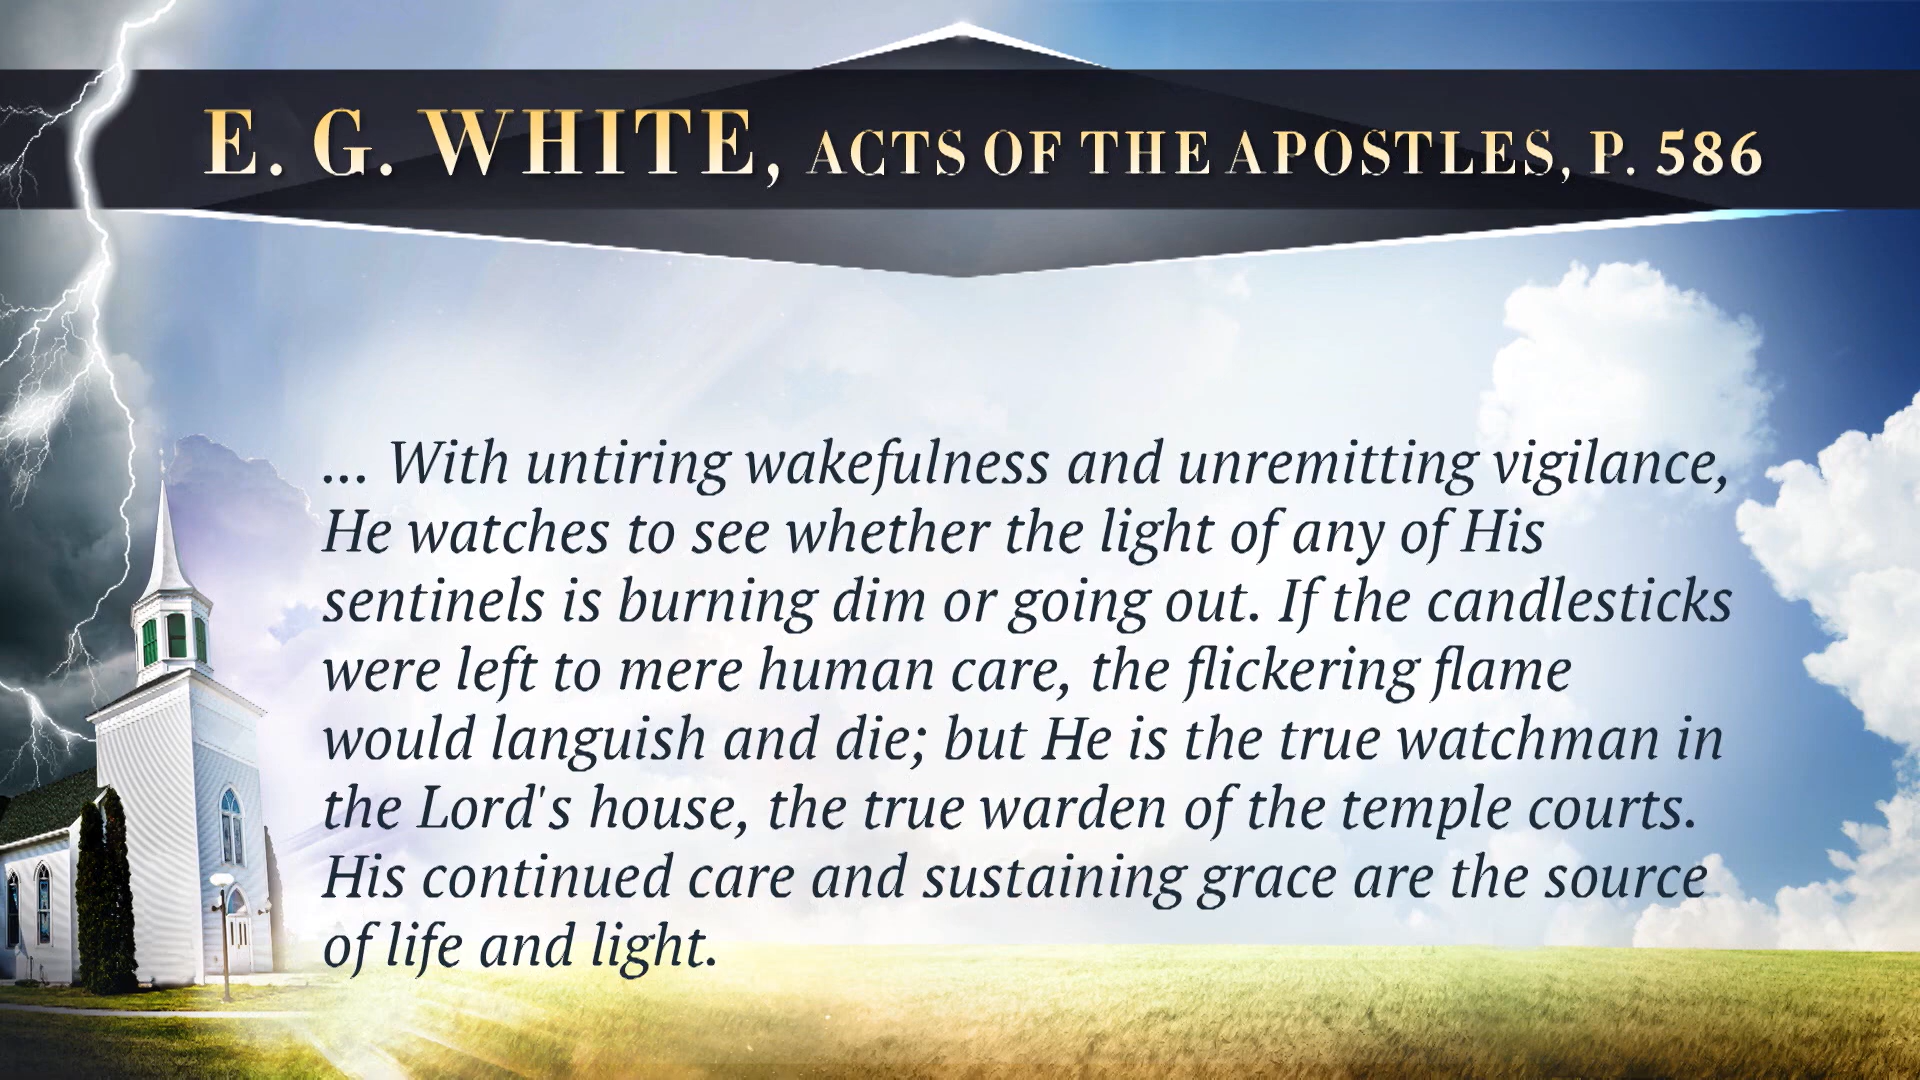 E. G. WHITE, ACTS OF THE APOSTLES, P. 586
... With untiring wakefulness and unremitting vigilance,
He watches to see whether the light of any of His
sentinels is burning dim or going out. If the candlesticks
were left to mere human care, the flickering flame
would languish and die; but He is the true watchman in
the Lord's house, the true warden of the temple courts.
His continued care and sustaining grace are the source
of life and light.